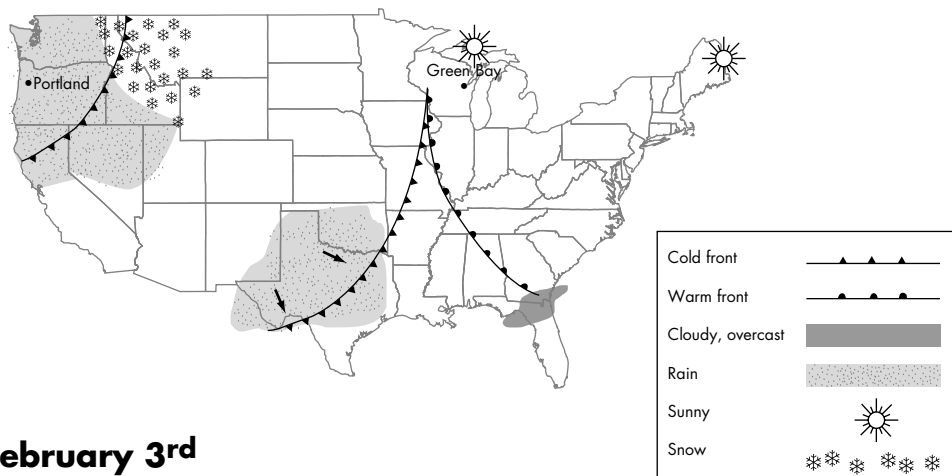 Portland
Green Bay
Cold front
Warm front
Cloudy, overcast
Rain
Sunny
Snow
ebruary 3rd